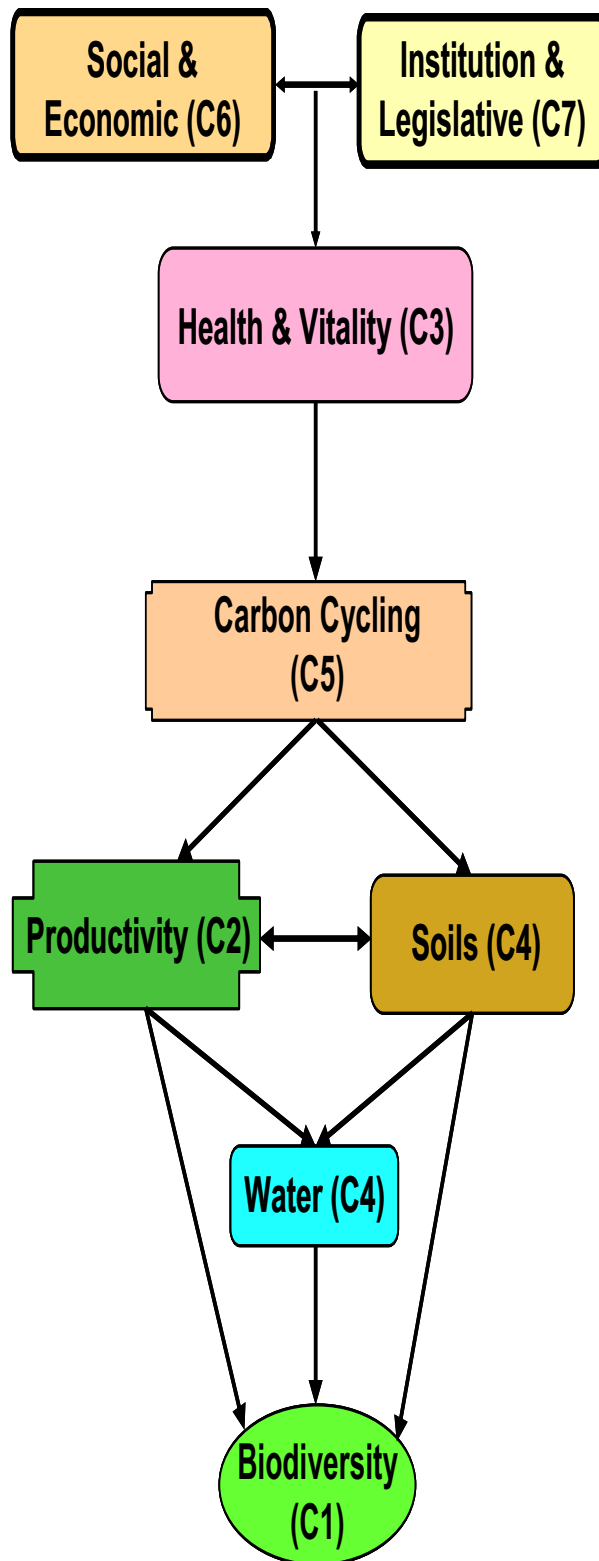 Social &
Economic (C6)
Institution &
Legislative (C7)
Health & Vitality (C3)
Carbon Cycling
(C5)
Productivity (C2)
Soils (C4)
Water (C4)
Biodiversity
(C1)